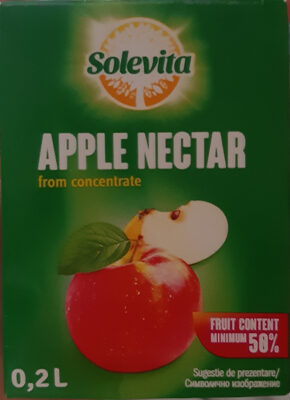 Solevita
APPLE NECTAR
from concentrate
FRUIT CONTENT
MINIMUM 50%
Sugestie de prezentare/
Символично изображение
0,2 L